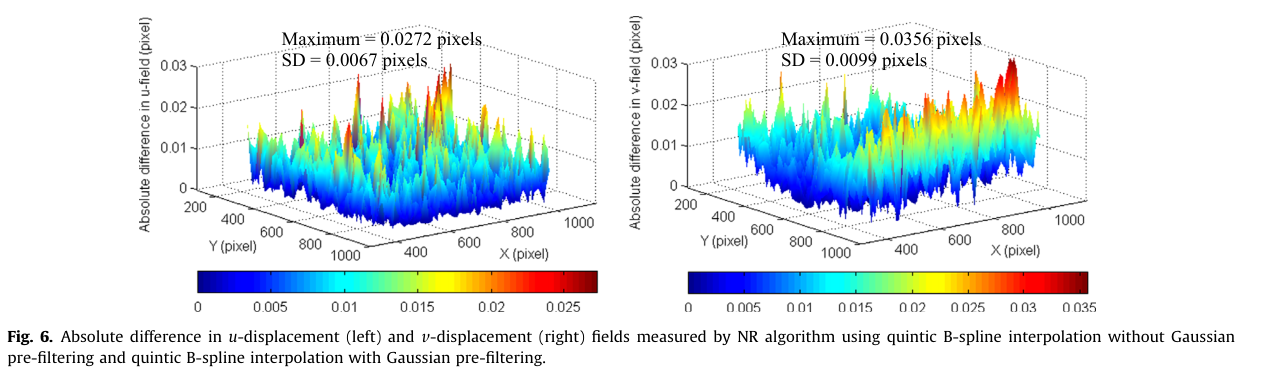 Maximum = 0.0272 pixels
SD = 0.0067 pixels
Absolute difference in u-field (pixel)
0.03
0.02
0.01
0
200
400
600
800
1000
Y (pixel)
400
600
800
1000
X (pixel)
0 0.005 0.01 0.015 0.02 0.025
Maximum = 0.0356 pixels
SD = 0.0099 pixels
Absolute difference in v-field (pixel)
0.03
0.02
0.01
0
200
400
600
800
1000
Y (pixel)
400
600
800
1000
X (pixel)
0 0.005 0.01 0.015 0.02 0.025 0.03 0.035
Fig. 6. Absolute difference in u-displacement (left) and v-displacement (right) fields measured by NR algorithm using quintic B-spline interpolation without Gaussian
pre-filtering and quintic B-spline interpolation with Gaussian pre-filtering.